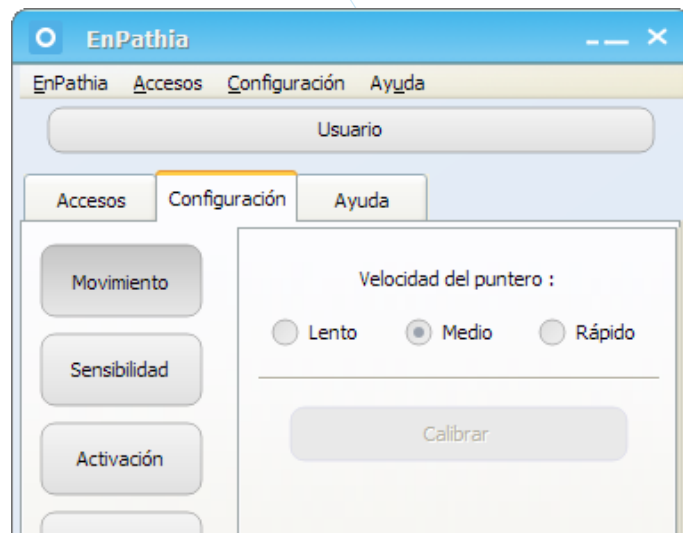 EnPathia
EnPathia Accesos Configuración Ayuda
Usuario
Accesos Configuración Ayuda
Movimiento
Velocidad del puntero :
Lento Medio Rápido
Sensibilidad
Calibrar
Activación